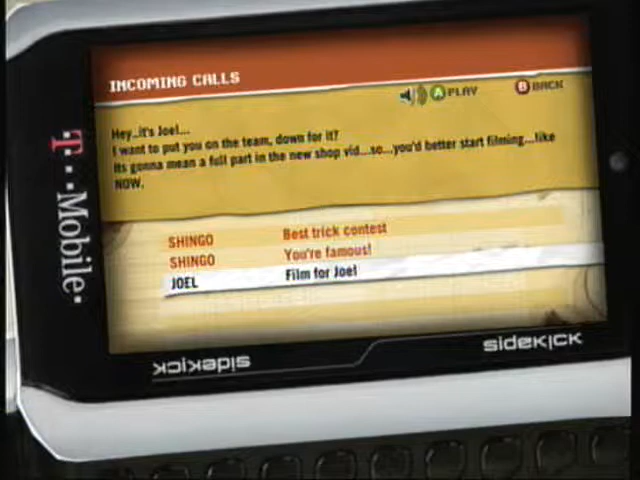 INCOMING CALLS
A PLAY
B BACK
Hey..it's Joel...
I want to put you on the team, down for it?
Its gonna mean a full part in the new shop vid...so...you'd better start filming...like
NOW.
SHINGO Best trick contest
SHINGO You're famous!
JOEL Film for Joel
T··Mobile·
sidekick
sidekick